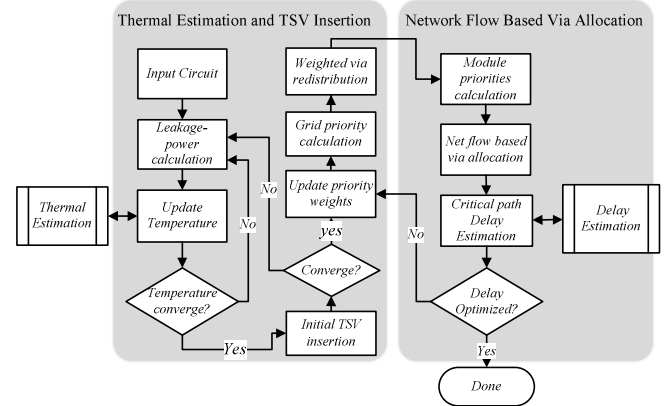 Thermal Estimation and TSV Insertion
Input Circuit
Leakage-
power
calculation
Update
Temperature
Thermal
Estimation
Temperature
converge?
No
Yes
Initial TSV
insertion
Converge?
No
yes
Update priority
weights
Grid priority
calculation
Weighted via
redistribution
Network Flow Based Via Allocation
Module
priorities
calculation
Net flow based
via allocation
Critical path
Delay
Estimation
Delay
Estimation
Delay
Optimized?
No
Yes
Done